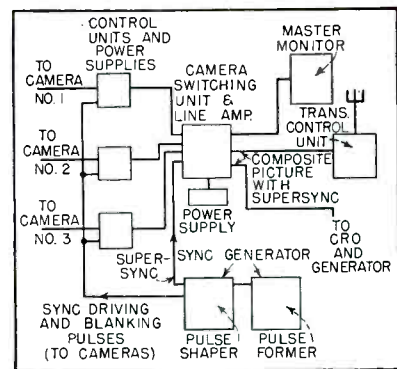 CONTROL
UNITS AND
POWER
SUPPLIES
TO
CAMERA
NO. 1
CAMERA
SWITCHING
UNIT &
LINE AMP.
MASTER
MONITOR
TRANS.
CONTROL
UNIT
TO
CAMERA
NO. 2
COMPOSITE
PICTURE
WITH
SUPERSYNC
TO
CAMERA
NO. 3
POWER
SUPPLY
TO
CRO
AND
GENERATOR
SUPER-
SYNC
SYNC GENERATOR
SYNC DRIVING
AND BLANKING
PULSES
(TO CAMERAS)
PULSE
SHAPER
PULSE
FORMER